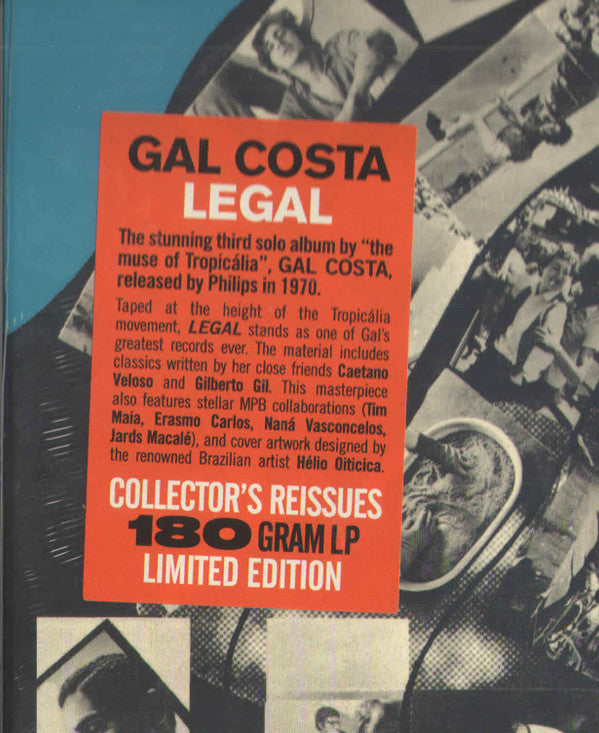 GAL COSTA
LEGAL
The stunning third solo album by “the
muse of Tropicália”, GAL COSTA,
released by Philips in 1970.
Taped at the height of the Tropicália
movement, LEGAL stands as one of Gal's
greatest records ever. The material includes
classics written by her close friends Caetano
Veloso and Gilberto Gil. This masterpiece
also features stellar MPB collaborations (Tim
Maia, Erasmo Carlos, Naná Vasconcelos,
Jards Macalé), and cover artwork designed by
the renowned Brazilian artist Hélio Oiticica.
COLLECTOR'S REISSUES
180 GRAM LP
LIMITED EDITION